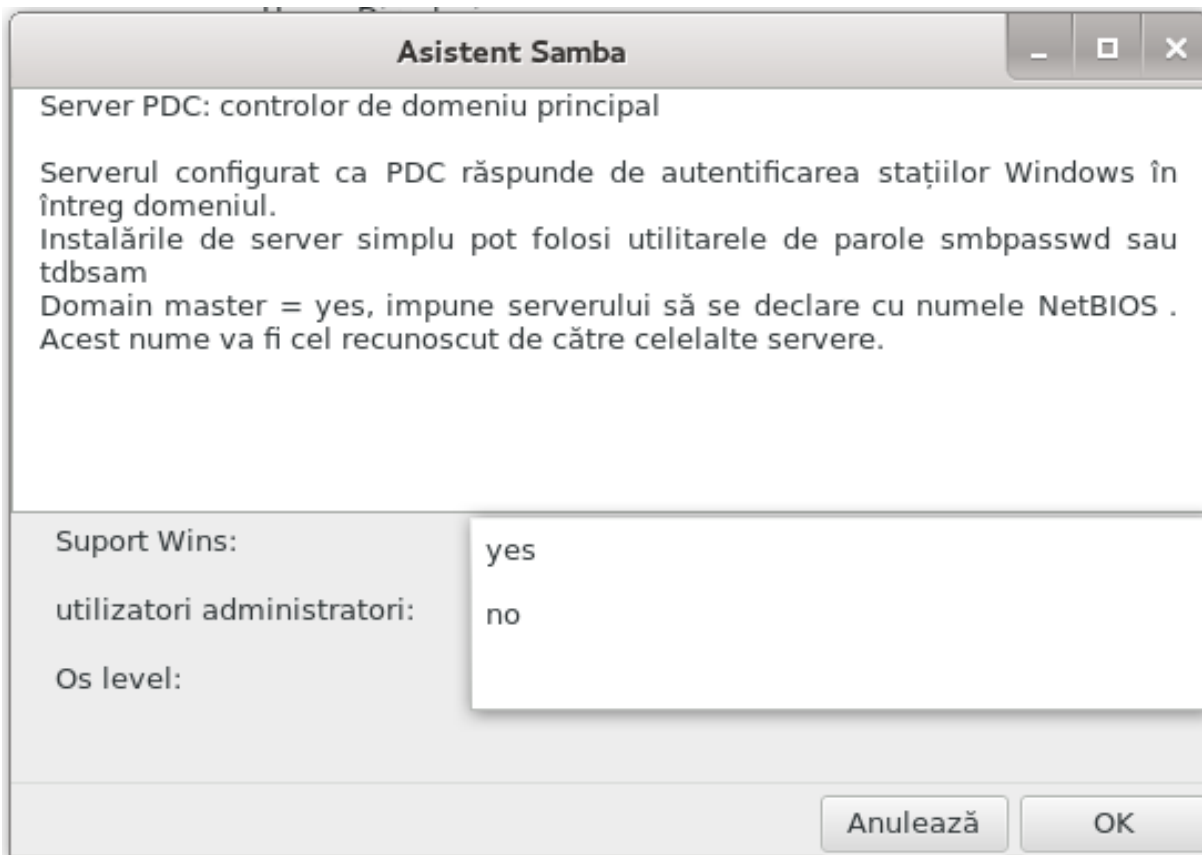 Asistent Samba
Server PDC: controlor de domeniu principal
Serverul configurat ca PDC răspunde de autentificarea stațiilor Windows în
întreg domeniul.
Instalările de server simplu pot folosi utilitarele de parole smbpasswd sau
tdbsam
Domain master = yes, impune serverului să se declare cu numele NetBIOS .
Acest nume va fi cel recunoscut de către celelalte servere.
Suport Wins:
yes
utilizatori administratori:
no
Os level:
Anulează
OK